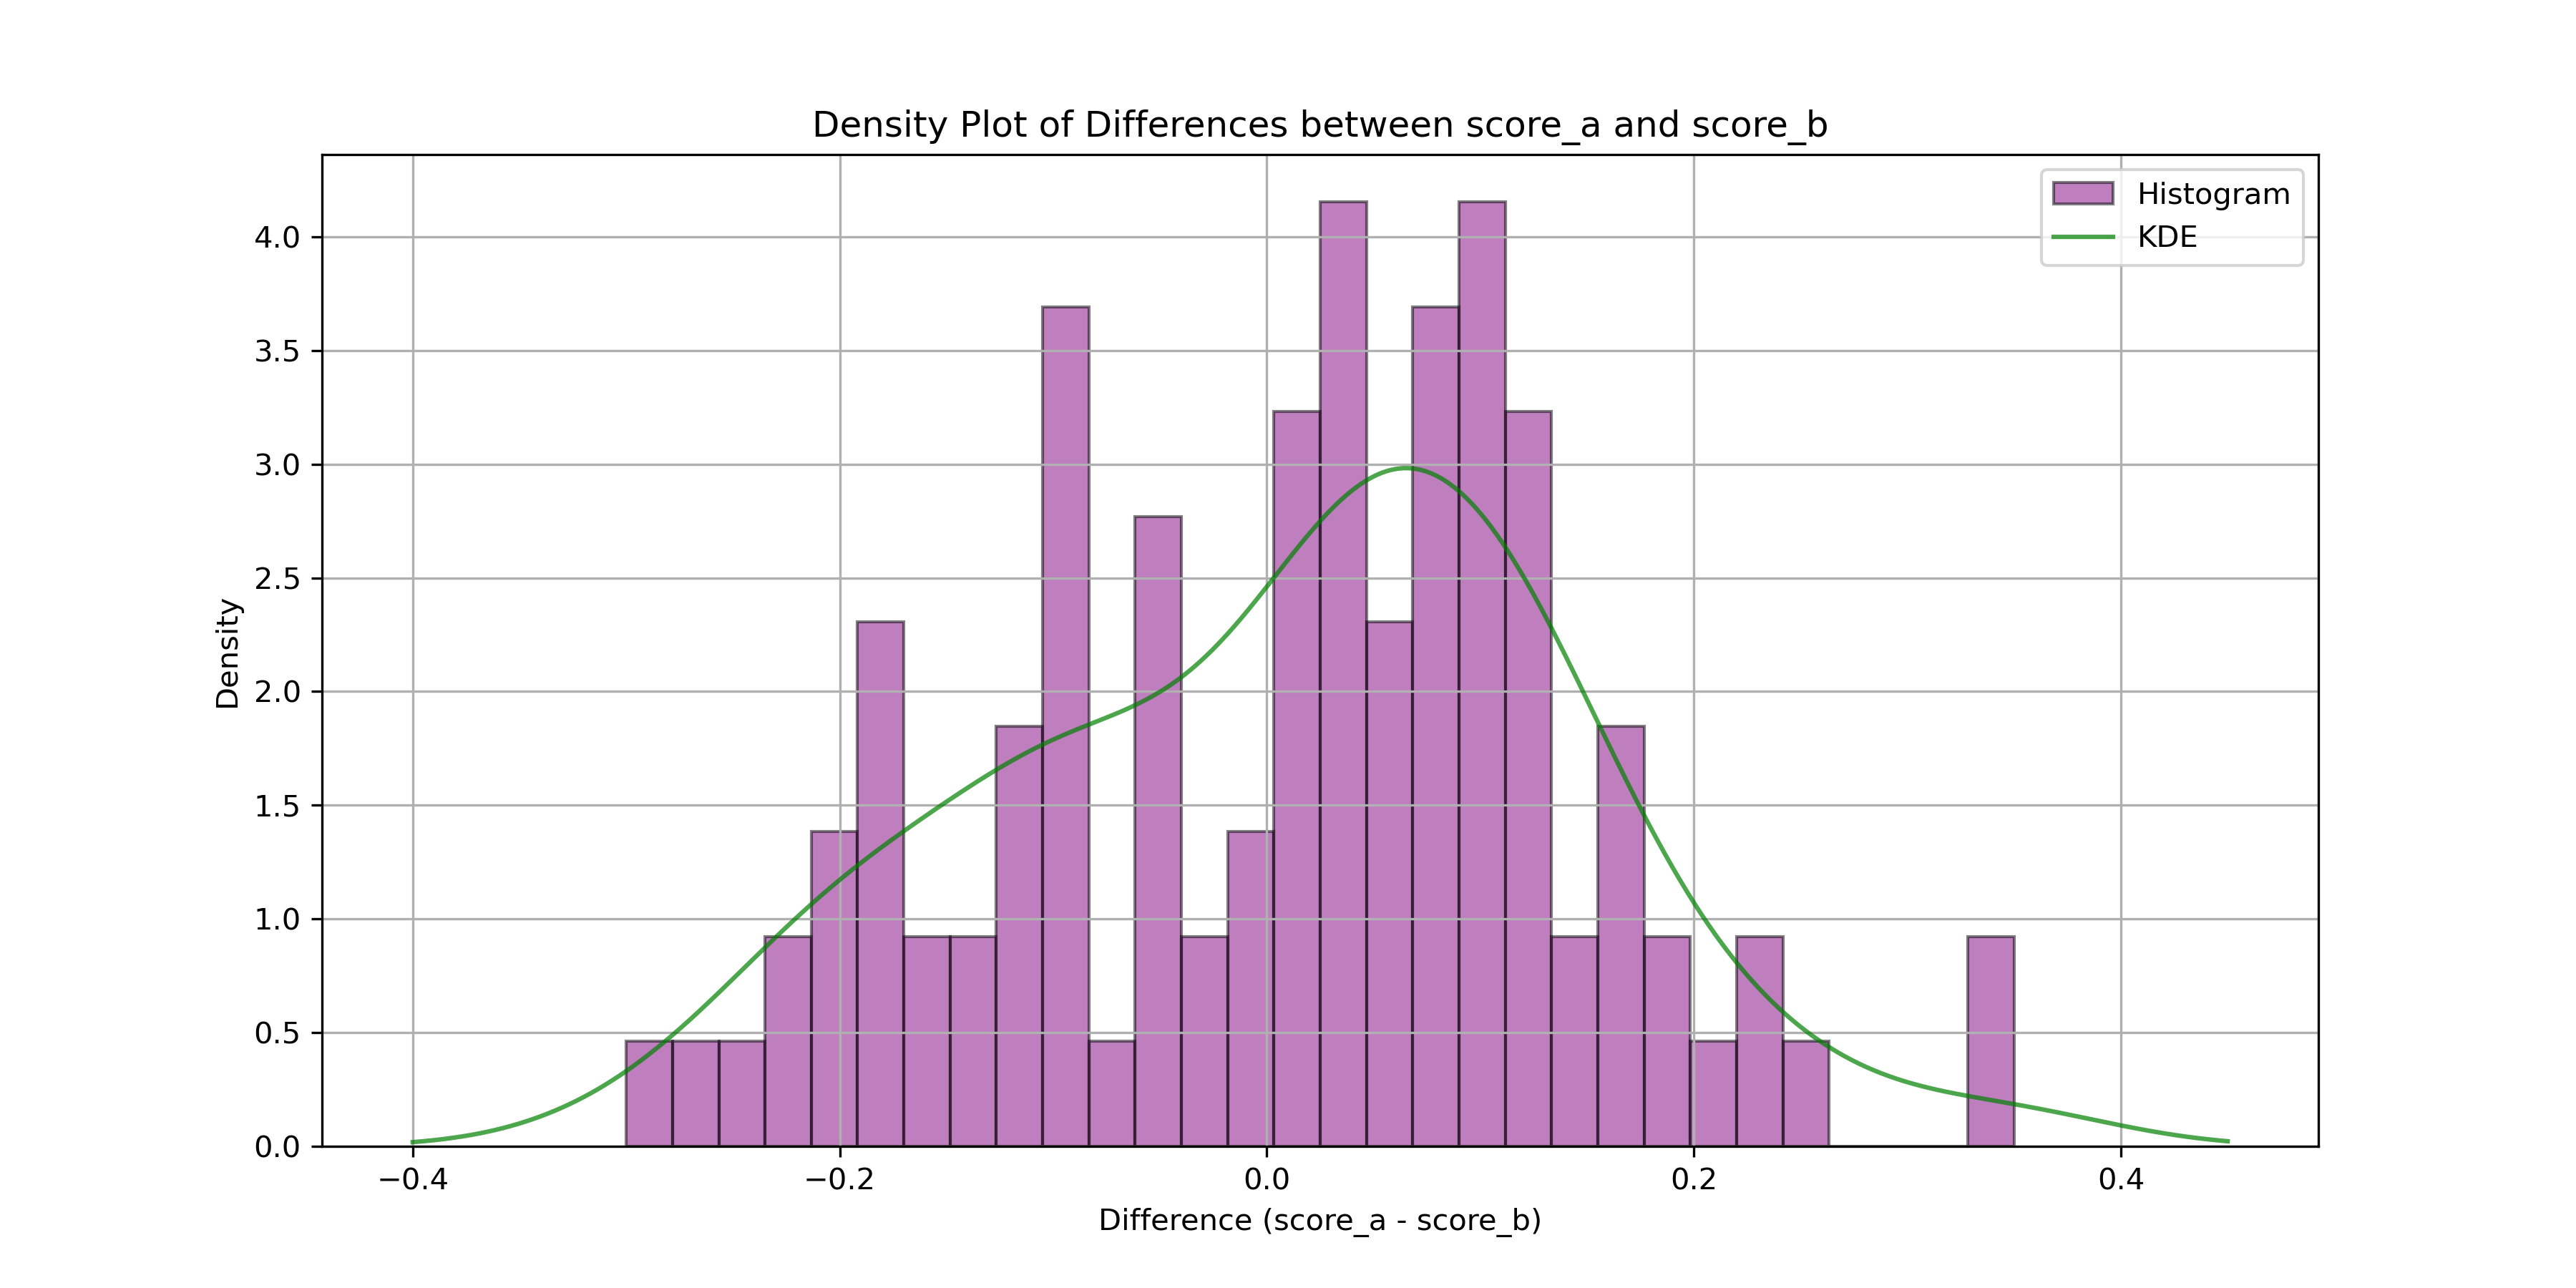 Density Plot of Differences between score_a and score_b
Histogram
KDE
4.0
3.5
3.0
2.5
2.0
1.5
1.0
0.5
0.0
Density
−0.4 −0.2 0.0 0.2 0.4
Difference (score_a - score_b)